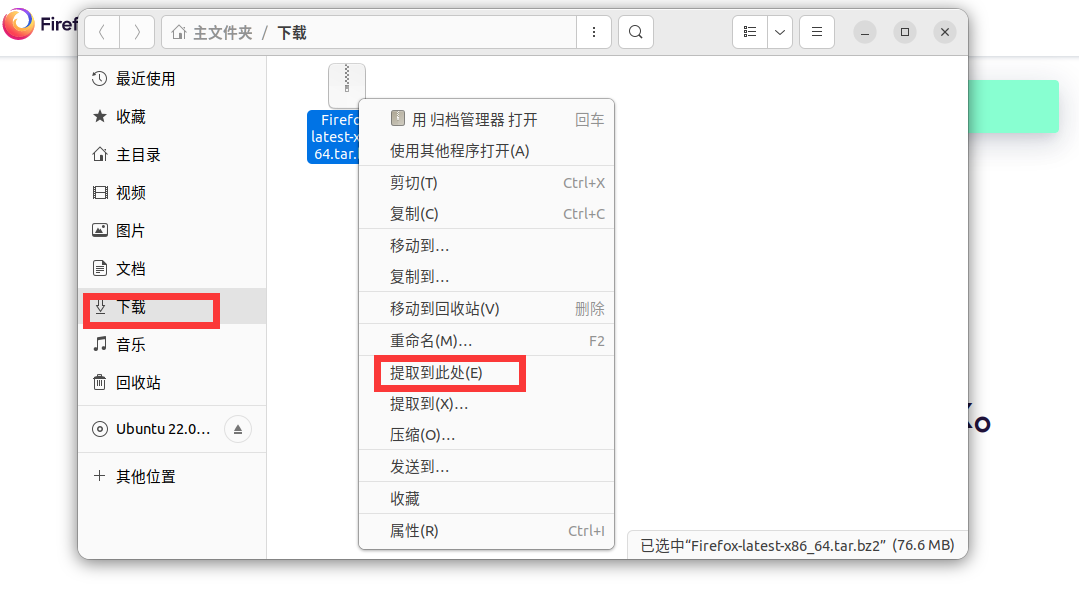 Firef
主文件夹 / 下载
最近使用
收藏
主目录
视频
图片
文档
下载
音乐
回收站
Ubuntu 22.0...
其他位置
Firefo
latest-x
64.tar.
用 归档管理器 打开 回车
使用其他程序打开(A)
剪切(T) Ctrl+X
复制(C) Ctrl+C
移动到...
复制到...
移动到回收站(V) 删除
重命名(M)... F2
提取到此处(E)
提取到(X)...
压缩(O)...
发送到...
收藏
属性(R) Ctrl+I
已选中“Firefox-latest-x86_64.tar.bz2” (76.6 MB)